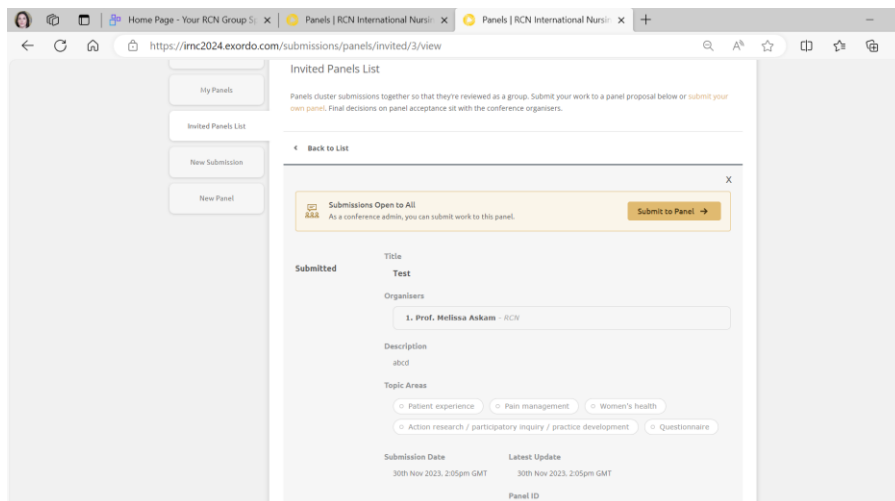 Home Page - Your RCN Group Sp
Panels | RCN International Nursin
Panels | RCN International Nursin
https://irnc2024.exordo.com/submissions/panels/invited/3/view
My Panels
Invited Panels List
New Submission
New Panel
Invited Panels List
Panels cluster submissions together so that they're reviewed as a group. Submit your work to a panel proposal below or submit your
own panel. Final decisions on panel acceptance sit with the conference organisers.
Back to List
X
Submissions Open to All
As a conference admin, you can submit work to this panel.
Submit to Panel →
Submitted
Title
Test
Organisers
1. Prof. Melissa Askam - RCN
Description
abcd
Topic Areas
Patient experience
Pain management
Women's health
Action research / participatory inquiry / practice development
Questionnaire
Submission Date
Latest Update
30th Nov 2023, 2:05pm GMT
30th Nov 2023, 2:05pm GMT
Panel ID